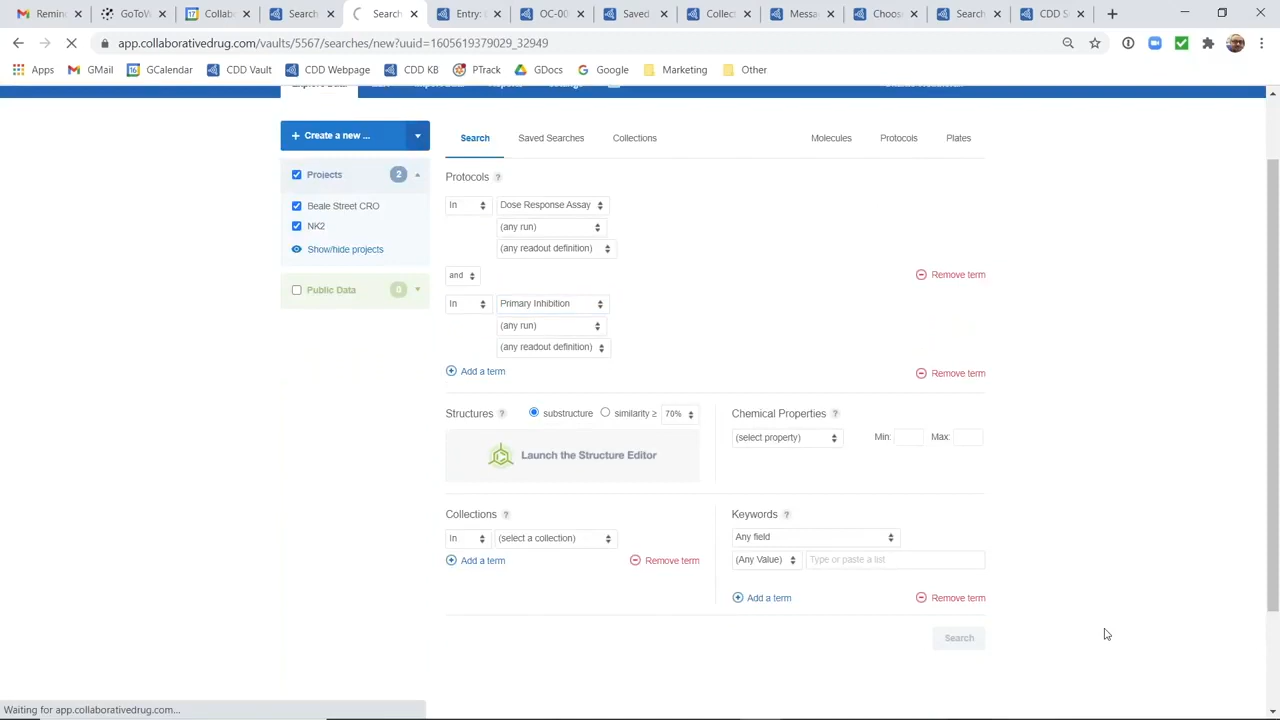 Remin
GoToW
17 Collab
Search
Search
Entry: V
OC-00
Saved
Collect
Messa
Choos
Search
CDD S
app.collaborativedrug.com/vaults/5567/searches/new?uuid=1605619379029_32949
Apps GMail 16 GCalendar CDD Vault CDD Webpage CDD KB PTrack GDocs Google Marketing Other
+ Create a new ...
Search Saved Searches Collections Molecules Protocols Plates
Projects 2
Beale Street CRO
NK2
Show/hide projects
Public Data 0
Protocols ?
In Dose Response Assay
(any run)
(any readout definition)
and
Remove term
In Primary Inhibition
(any run)
(any readout definition)
Add a term
Remove term
Structures ? substructure similarity ≥ 70%
Launch the Structure Editor
Chemical Properties ?
(select property) Min: Max:
Collections ?
In (select a collection)
Add a term Remove term
Keywords ?
Any field
(Any Value) Type or paste a list
Add a term Remove term
Search
Waiting for app.collaborativedrug.com...